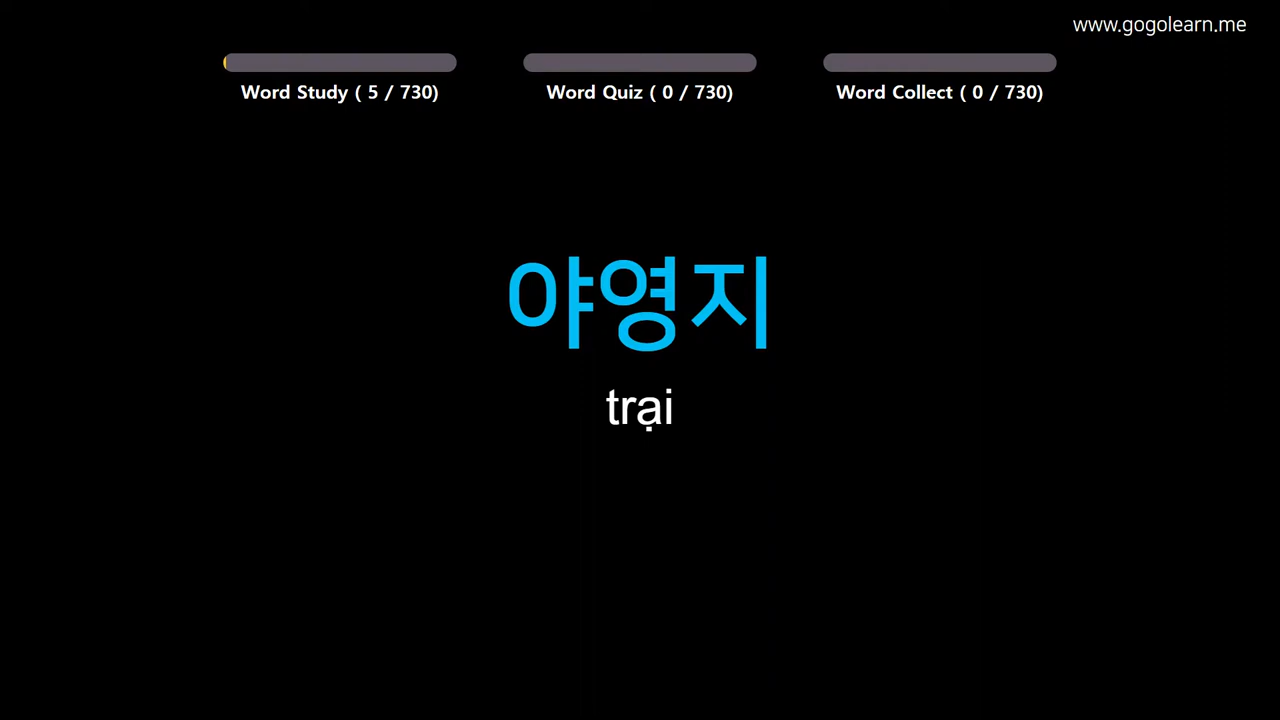 www.gogolearn.me
Word Study ( 5 / 730)
Word Quiz ( 0 / 730)
Word Collect ( 0 / 730)
야영지
trại